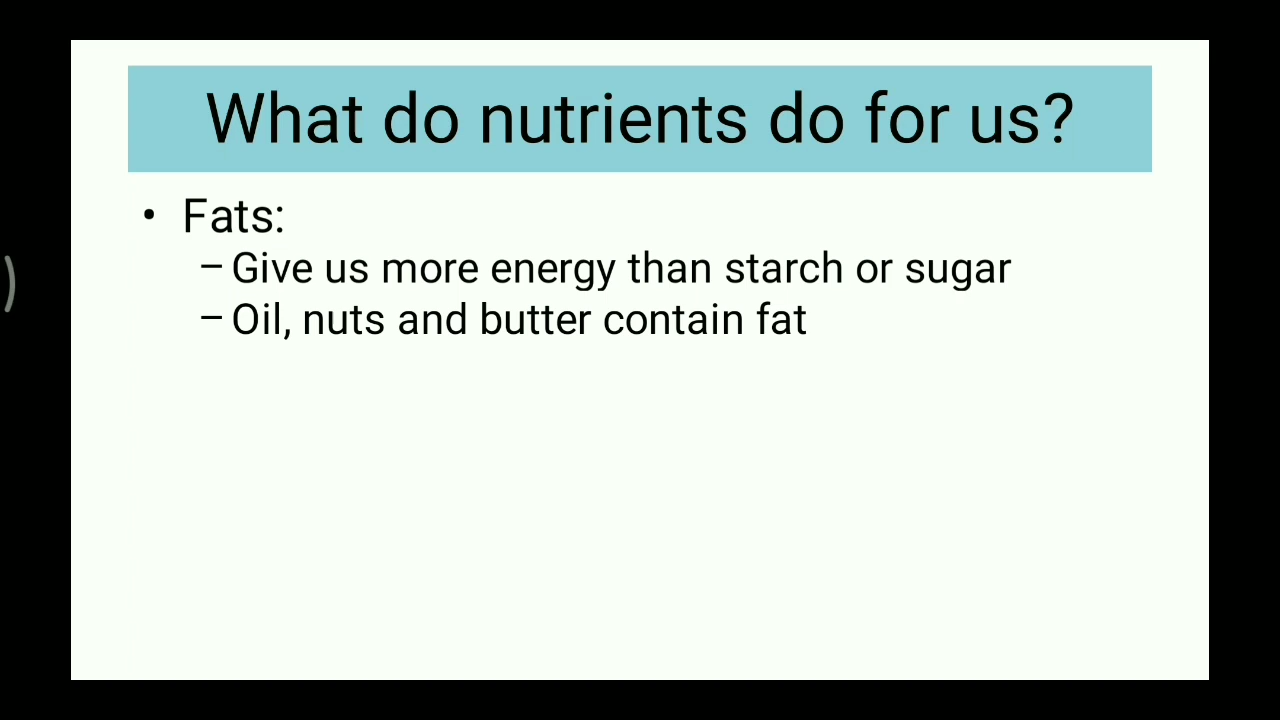 What do nutrients do for us?
• Fats:
– Give us more energy than starch or sugar
– Oil, nuts and butter contain fat